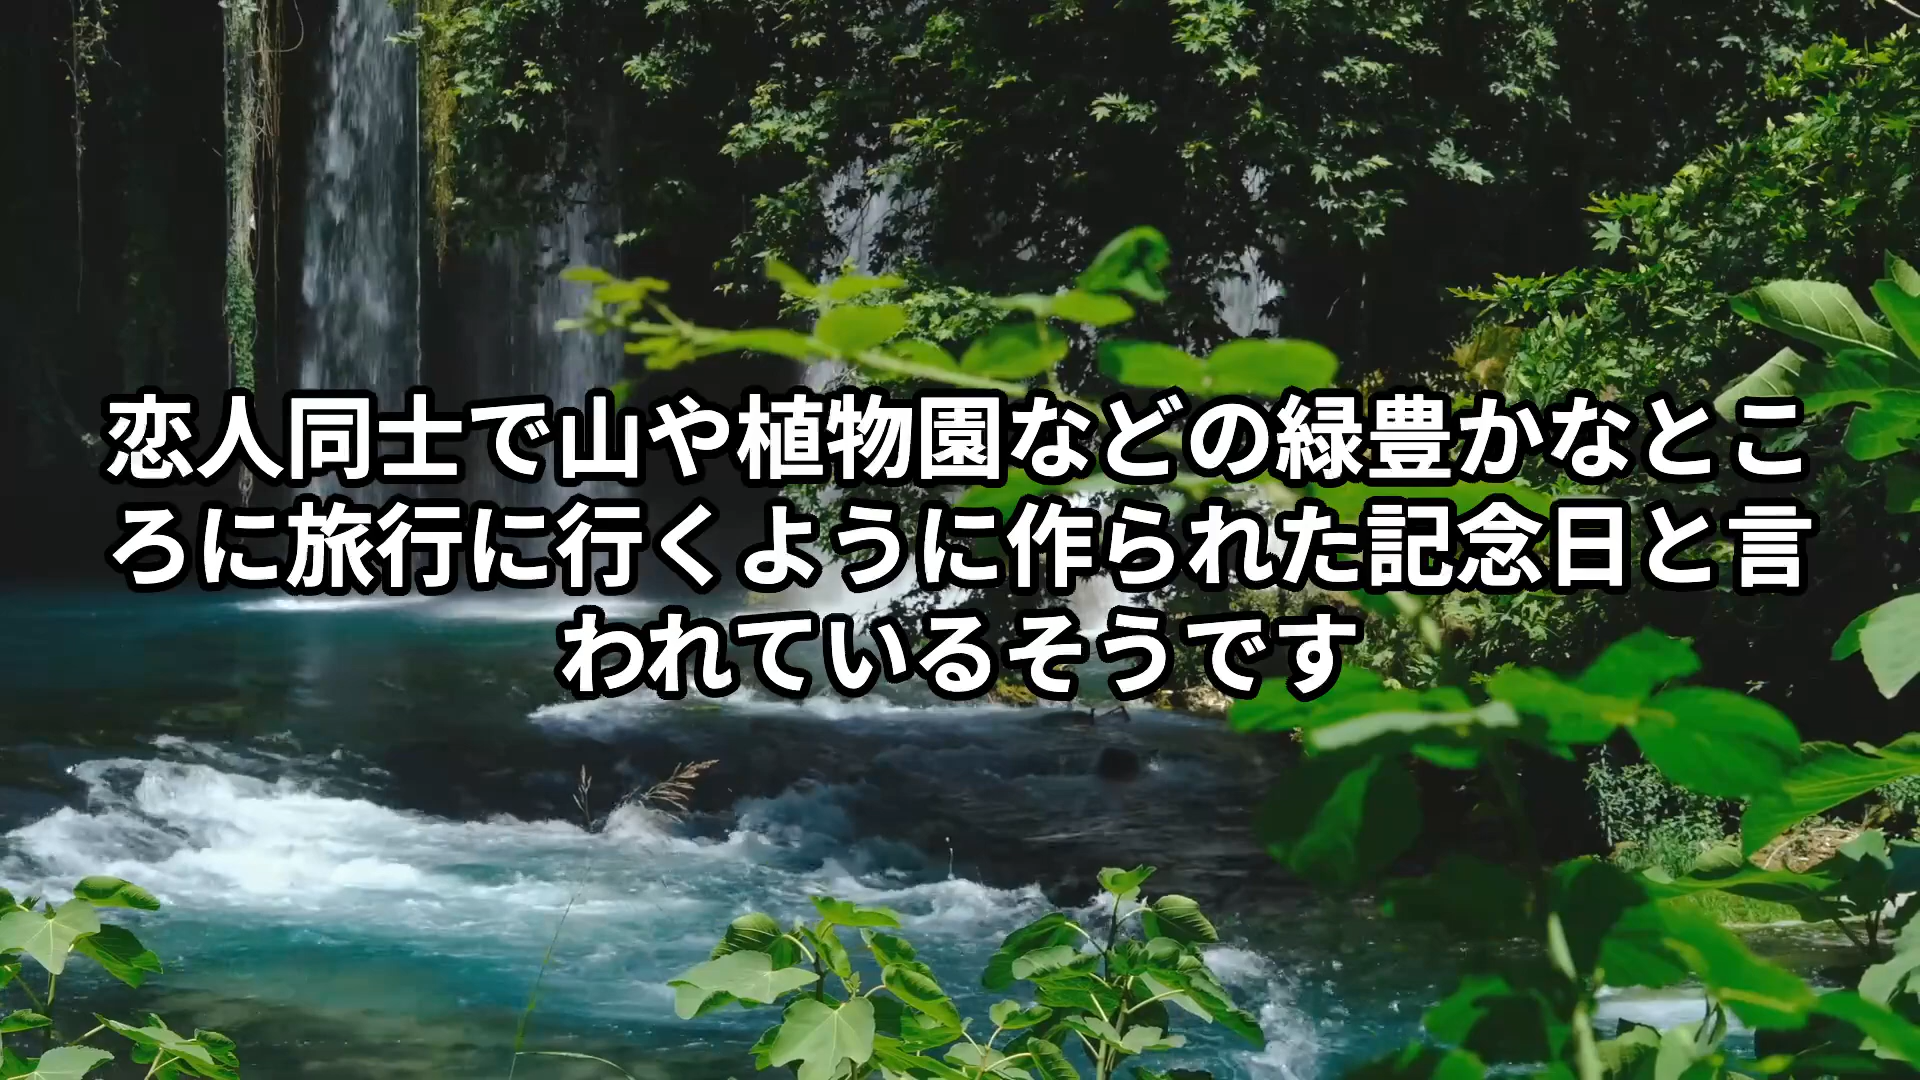 恋人同士で山や植物園などの緑豊かなとこ
ろに旅行に行くように作られた記念日と言
われているそうです